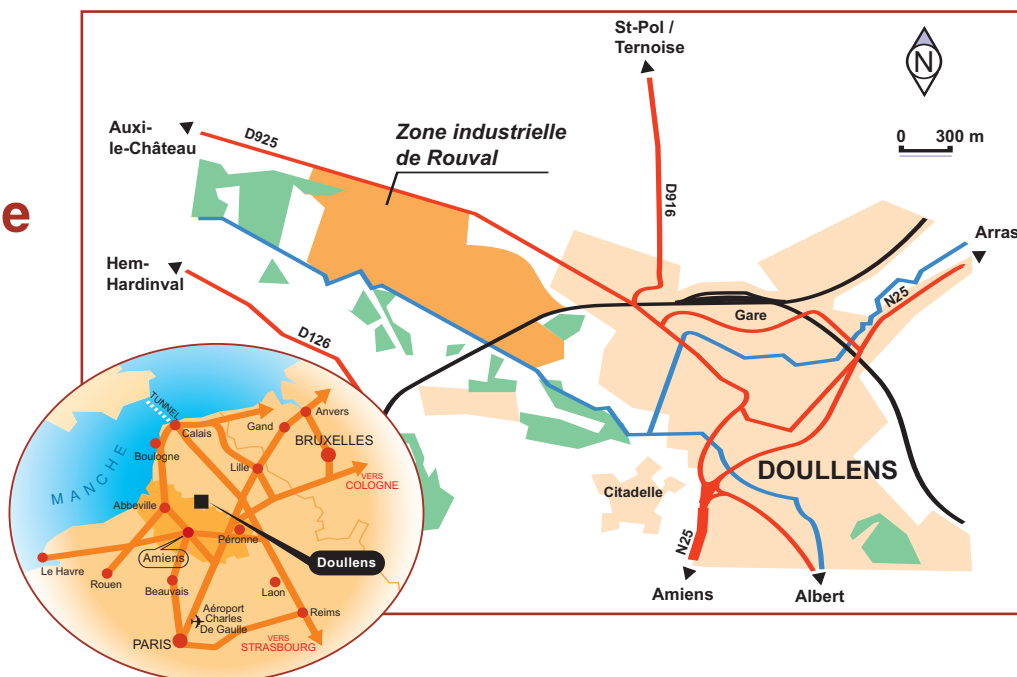 e
St-Pol /
Ternoise
N
0 300 m
Auxi-
le-Château
D925
Zone industrielle
de Rouval
D916
Arras
Hem-
Hardinval
N25
Gare
D126
DOULLENS
Citadelle
N25
Amiens
Albert
TUNNEL
Calais
Anvers
Gand
BRUXELLES
Boulogne
MANCHE
Lille
VERS
COLOGNE
Abbeville
Péronne
Amiens
Doullens
Le Havre
Rouen
Beauvais
Laon
Aéroport
Charles
De Gaulle
Reims
PARIS
VERS
STRASBOURG